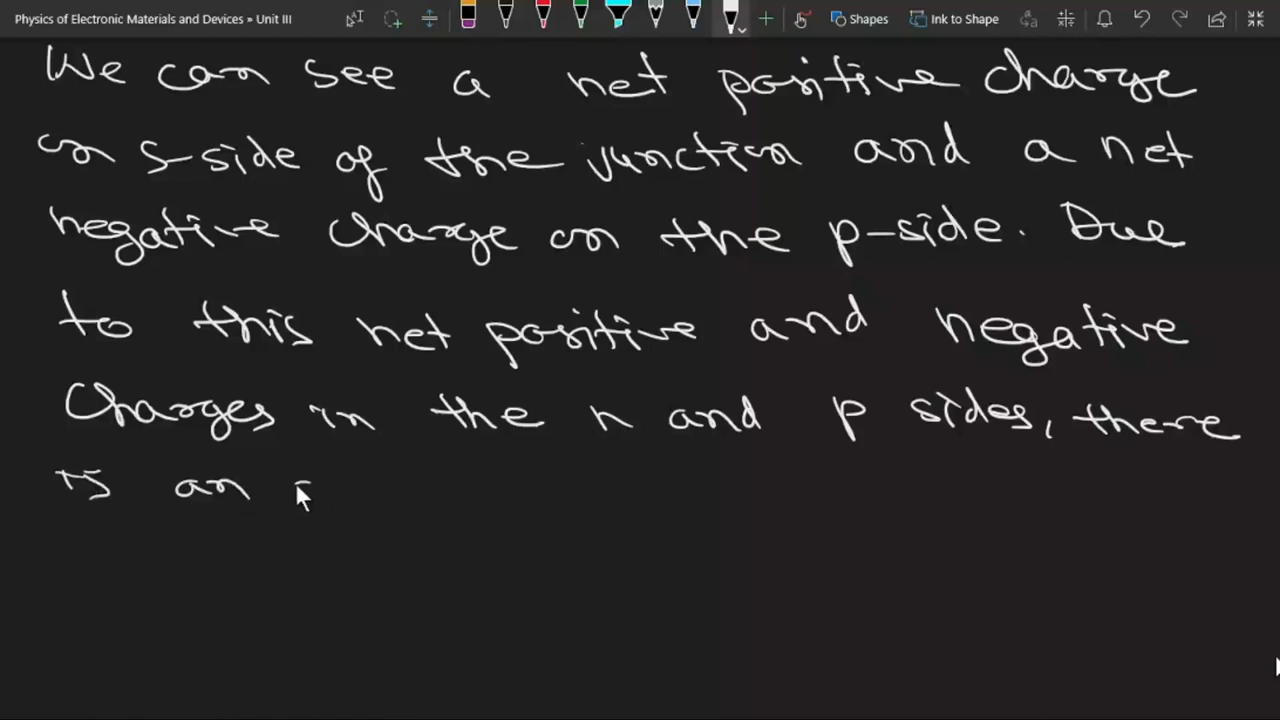 Physics of Electronic Materials and Devices » Unit III
Shapes
Ink to Shape
We can see a net positive charge
on s-side of the junction and a net
negative charge on the p-side. Due
to this net positive and negative
Charges in the n and p sides, there
is an